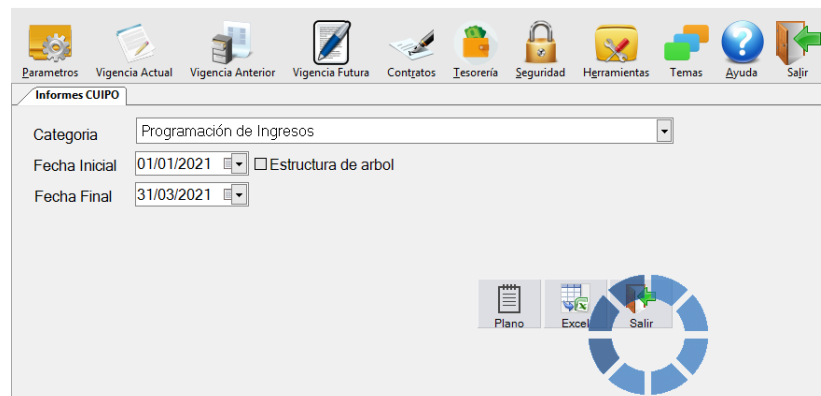 Parametros Vigencia Actual Vigencia Anterior Vigencia Futura Contratos Tesorería Seguridad Herramientas Temas Ayuda Salir
Informes CUIPO
Categoria Programación de Ingresos
Fecha Inicial 01/01/2021 Estructura de arbol
Fecha Final 31/03/2021
Plano Excel Salir